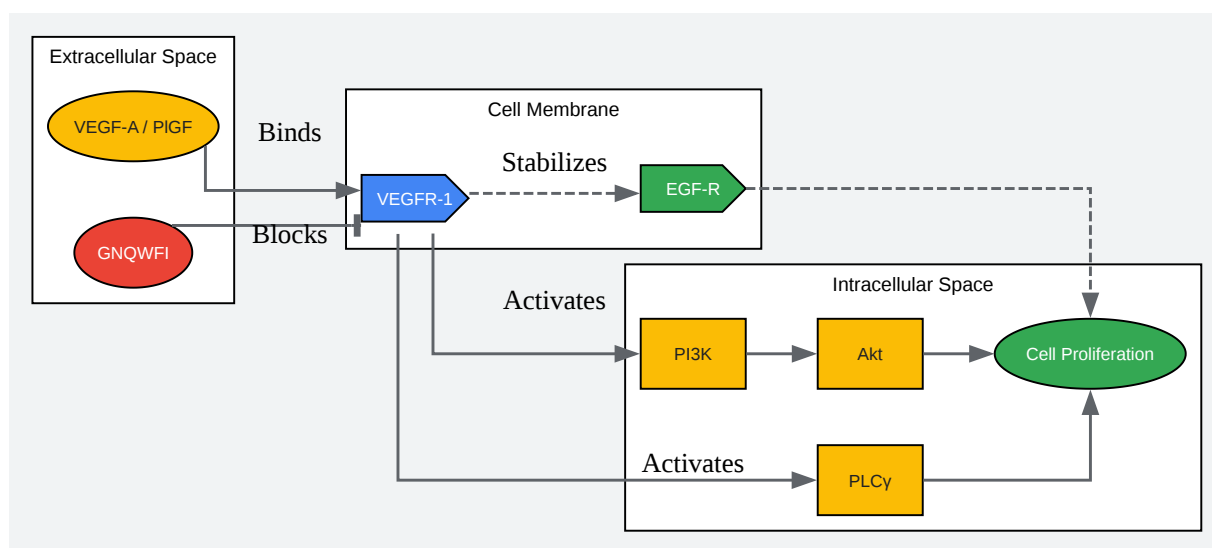 Extracellular Space
VEGF-A / PlGF
GNQWFI
Binds
Blocks
Cell Membrane
VEGFR-1
Stabilizes
EGF-R
Activates
Activates
Intracellular Space
PI3K
Akt
Cell Proliferation
PLCγ